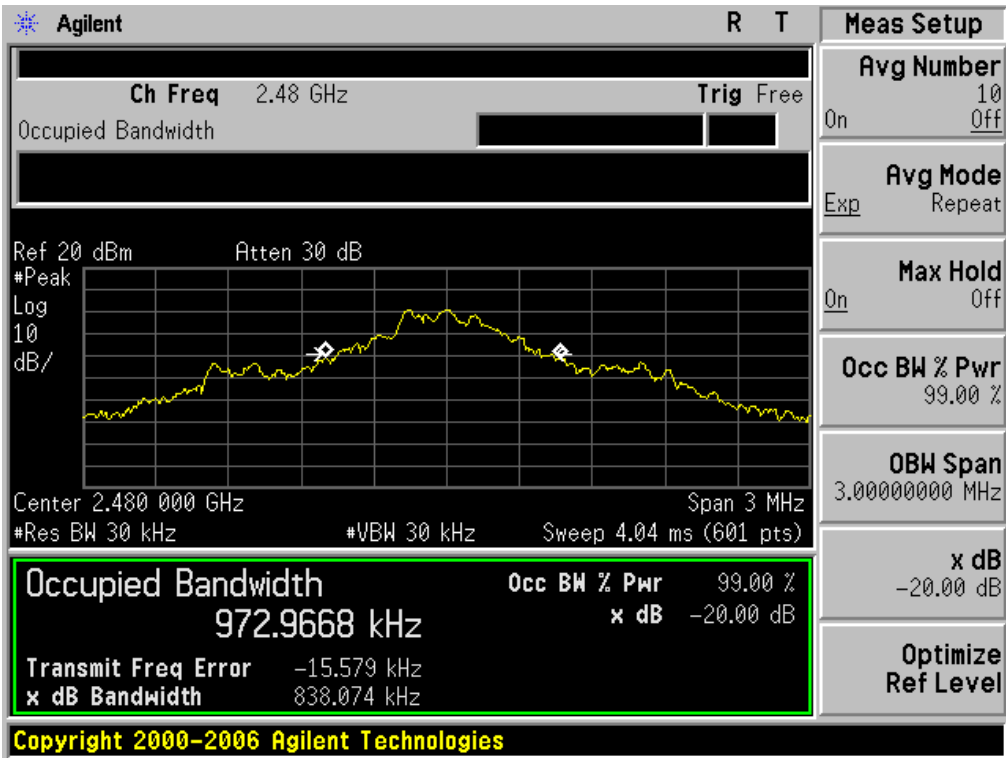 Agilent R T
Ch Freq 2.48 GHz Trig Free
Occupied Bandwidth
Ref 20 dBm Atten 30 dB
#Peak
Log
10
dB/
Center 2.480 000 GHz Span 3 MHz
#Res BW 30 kHz #VBW 30 kHz Sweep 4.04 ms (601 pts)
Occupied Bandwidth Occ BW % Pwr 99.00 %
972.9668 kHz x dB -20.00 dB
Transmit Freq Error -15.579 kHz
x dB Bandwidth 838.074 kHz
Copyright 2000-2006 Agilent Technologies
Meas Setup
Avg Number
10
On Off
Avg Mode
Exp Repeat
Max Hold
On Off
Occ BW % Pwr
99.00 %
OBW Span
3.00000000 MHz
x dB
-20.00 dB
Optimize
Ref Level